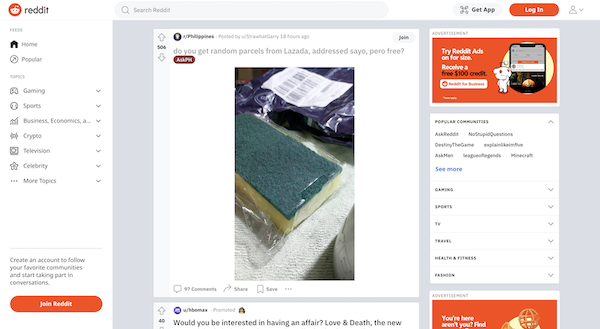 reddit
Search Reddit
Get App
Log In
FEEDS
Home
Popular
TOPICS
Gaming
Sports
Business, Economics, a...
Crypto
Television
Celebrity
More Topics
Create an account to follow
your favorite communities
and start taking part in
conversations.
Join Reddit
506
r/Philippines · Posted by u/SinawhatGarry 18 hours ago
Join
do you get random parcels from Lazada, addressed sayo, pero free?
AskPH
97 Comments
Share
Save
40
u/hbomax · Promoted
Would you be interested in having an affair? Love & Death, the new
ADVERTISEMENT
Try Reddit Ads
on for size.
Receive a
free $100 credit.
Reddit for Business
POPULAR COMMUNITIES
AskReddit NoStupidQuestions
DestinyTheGame explainlikeimfive
AskMen leagueoflegends Minecraft
See more
GAMING
SPORTS
TV
TRAVEL
HEALTH & FITNESS
FASHION
ADVERTISEMENT
You're here
aren't you? Find